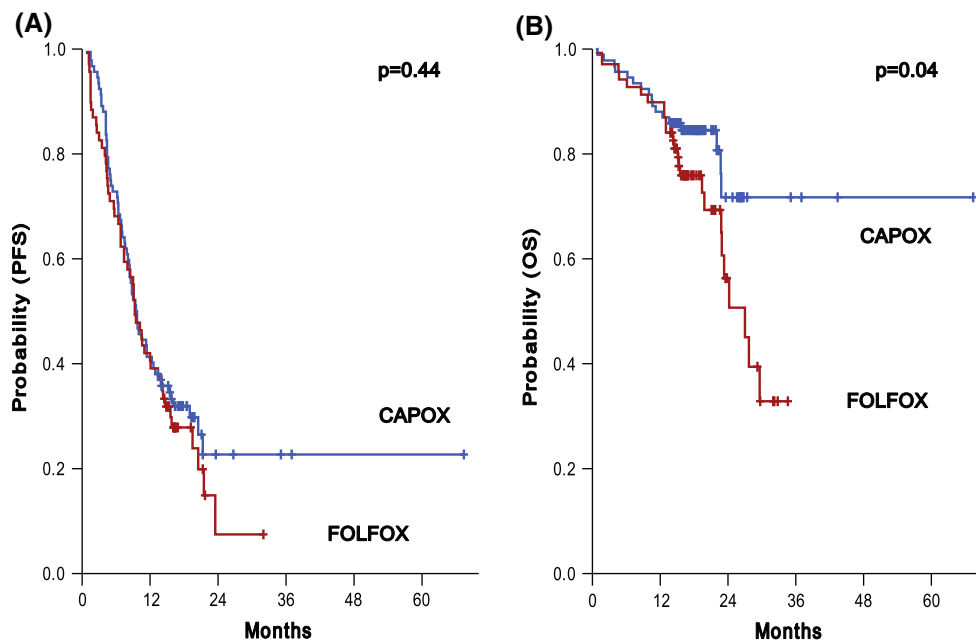 (A)
p=0.44
Probability (PFS)
1.0
0.8
0.6
0.4
0.2
0.0
CAPOX
FOLFOX
0 12 24 36 48 60
Months
(B)
p=0.04
Probability (OS)
1.0
0.8
0.6
0.4
0.2
0.0
CAPOX
FOLFOX
0 12 24 36 48 60
Months